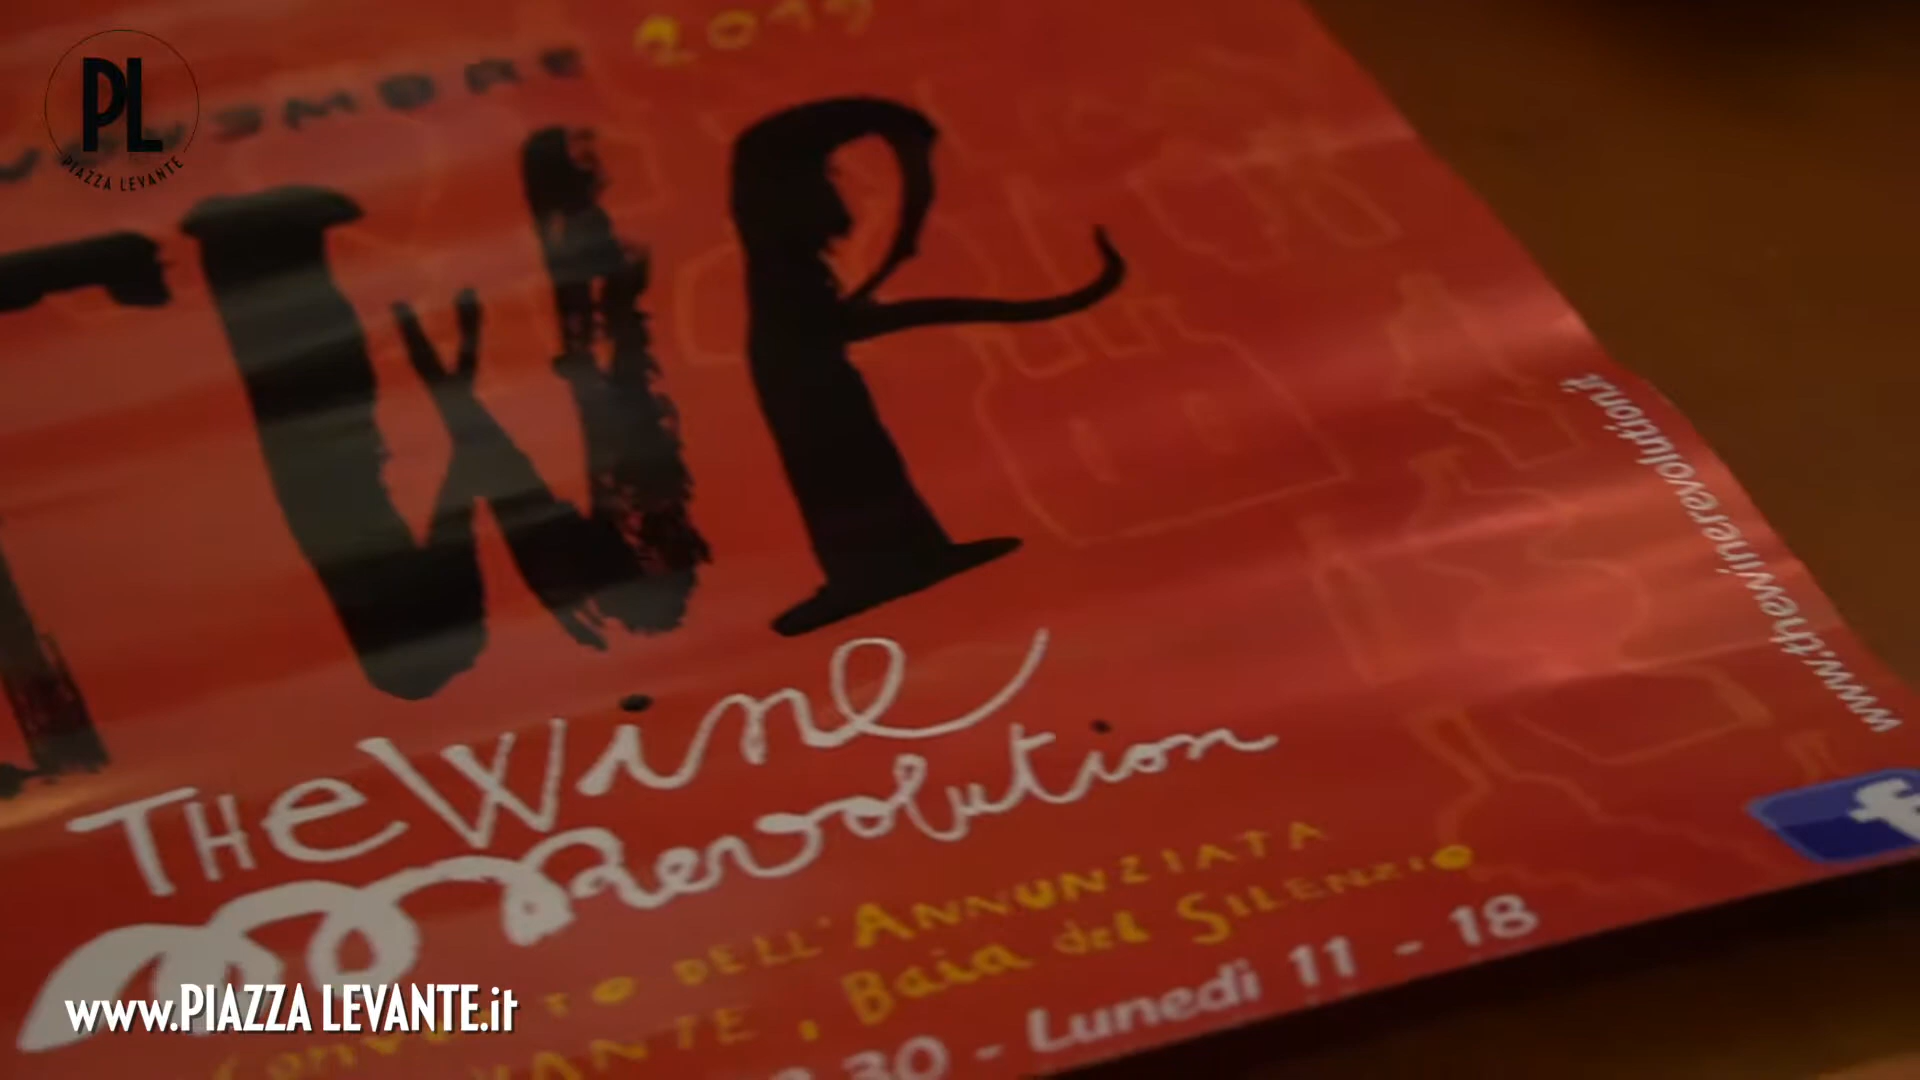 PL
PIAZZA LEVANTE
2019
TWR
THe Wine
Revolution
DELL'ANNUNZIATA
, Baia del SILENZIO
.30 - Lunedì 11 - 18
www.thewinerevolution.it
f
www.PIAZZA LEVANTE.it